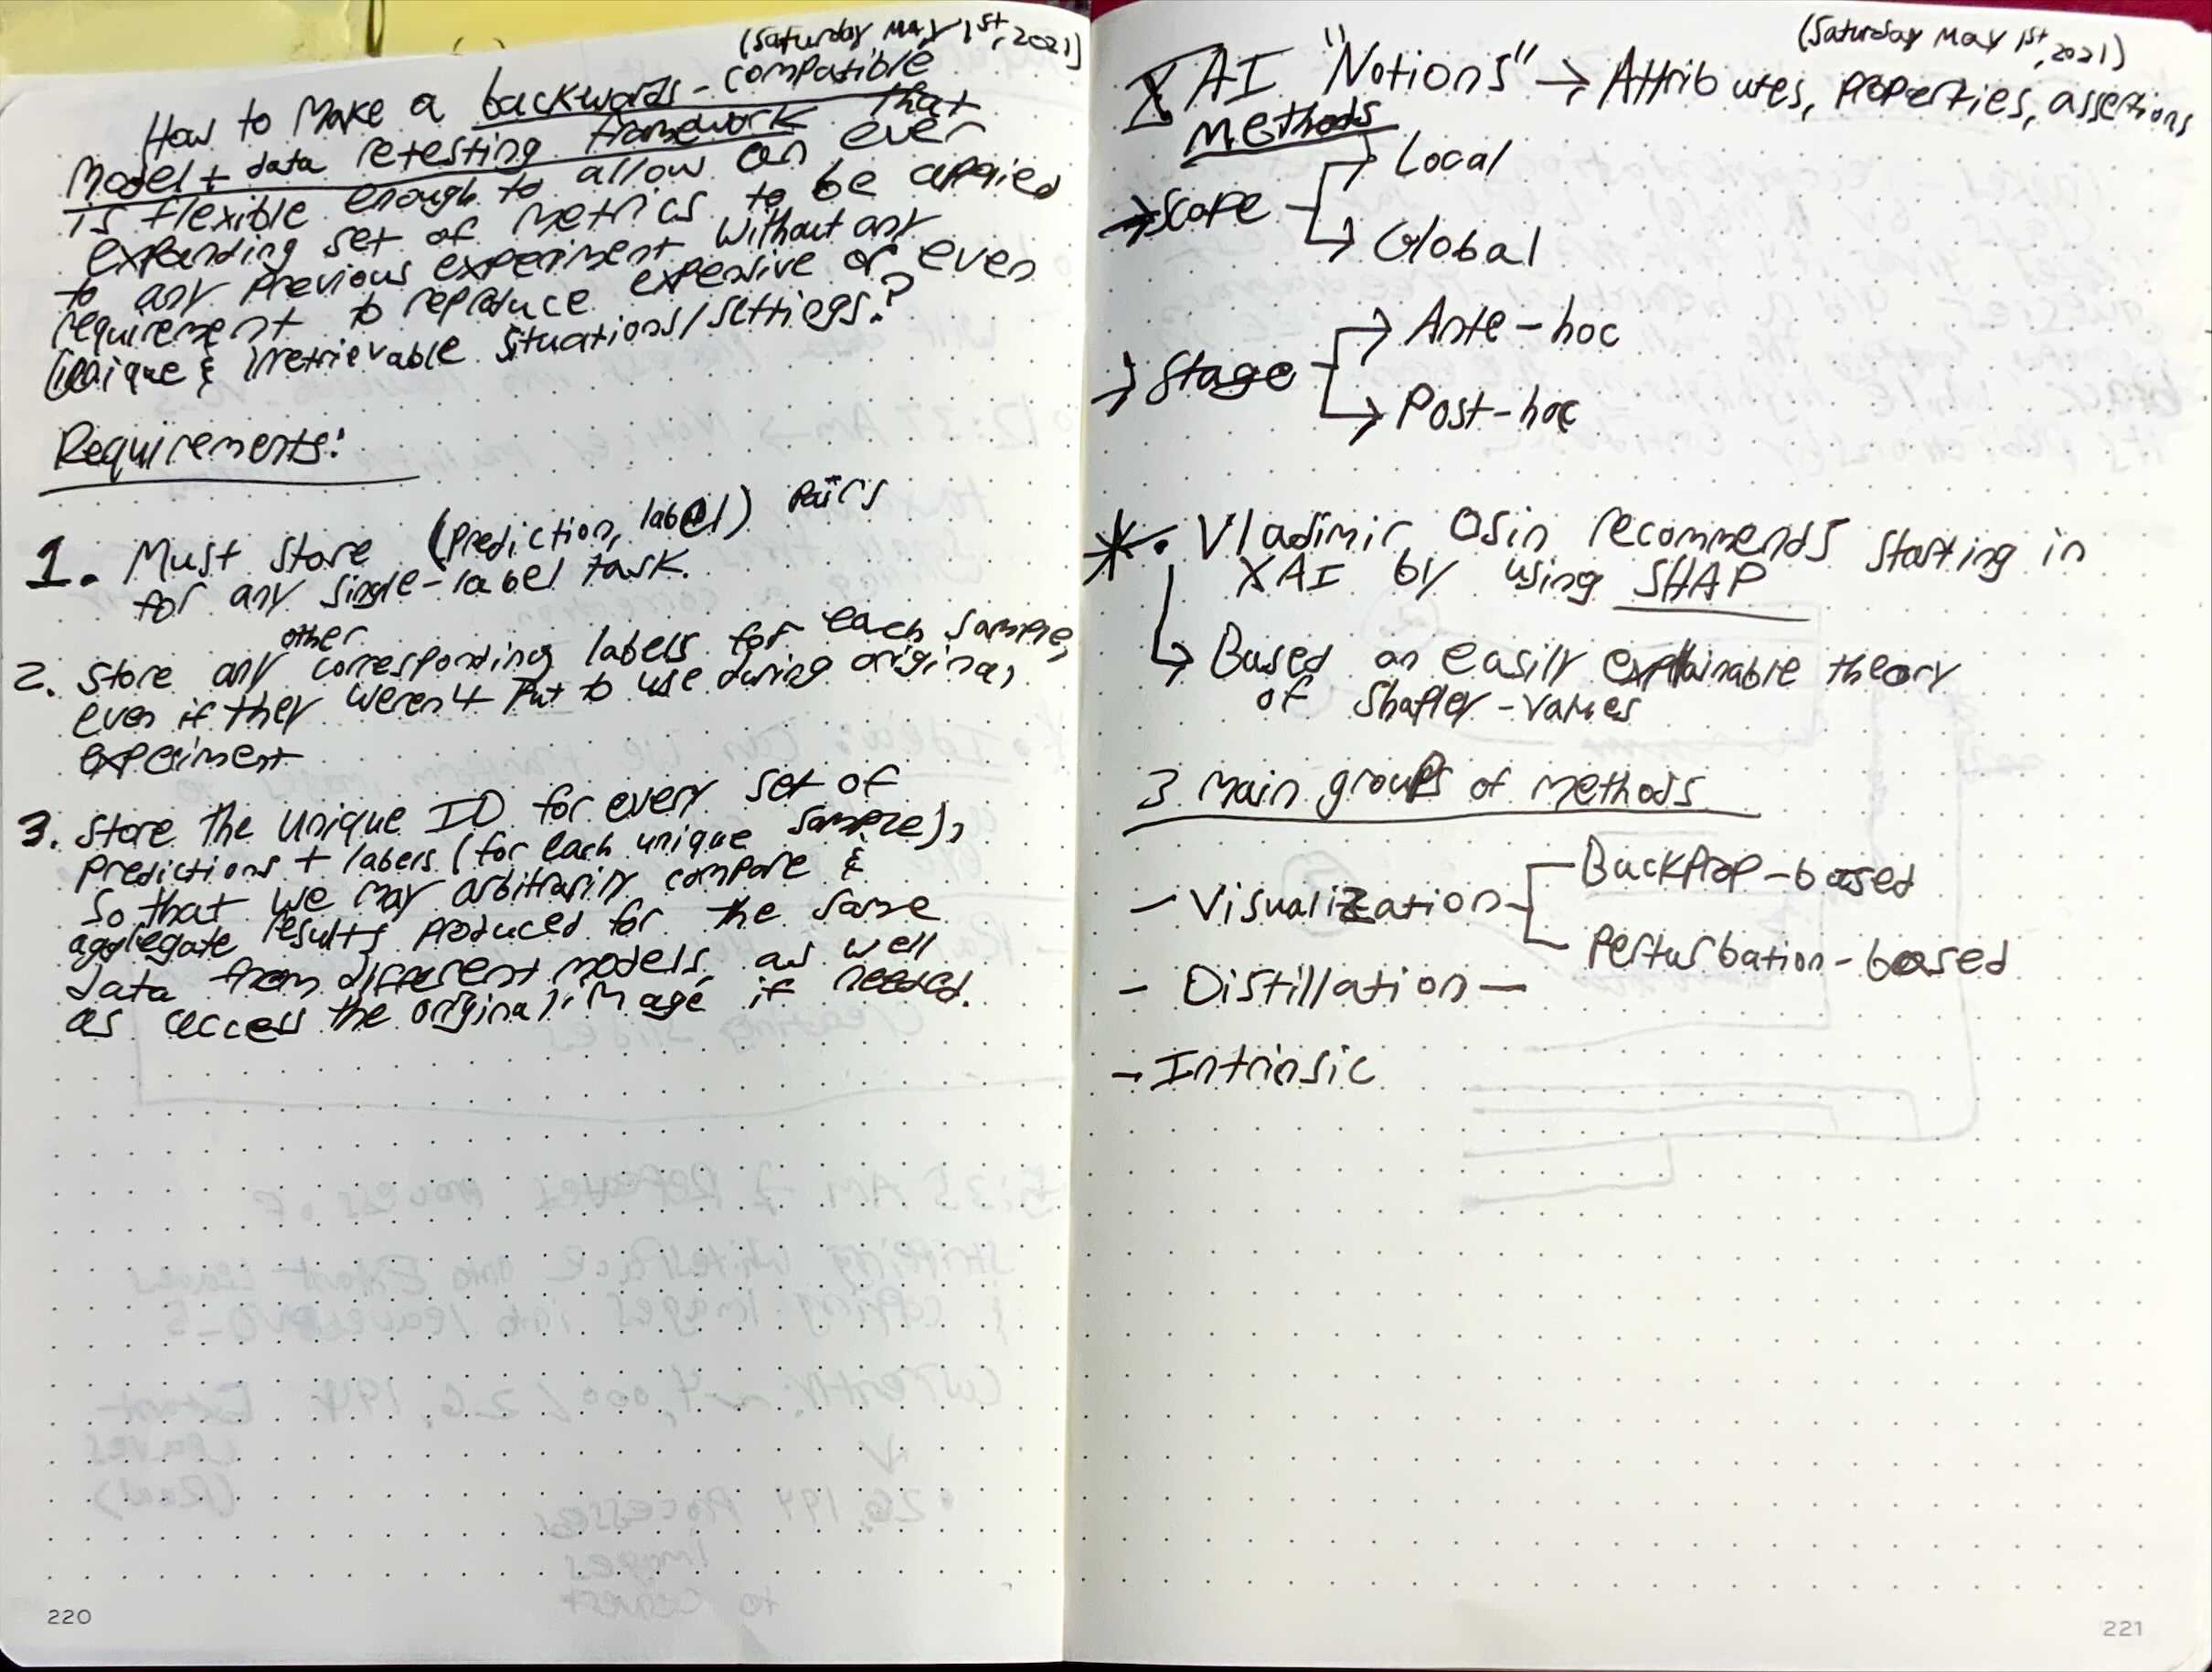 (Saturday May 1st, 2021)
How to make a backwards-compatible
Model + data retesting framework that
is flexible enough to allow an ever
expanding set of metrics to be applied
to any previous experiment without any
requirement to reproduce expensive or even
unique & irretrievable situations/settings?
Requirements:
1. Must store (prediction, label) pairs
for any single-label task.
2. Store any other corresponding labels for each sample,
even if they weren't put to use during original
experiment
3. Store the unique ID for every set of
predictions + labels (for each unique sample),
so that we may arbitrarily compare &
aggregate results produced for the same
data from different models, as well
as access the original image if needed.
220
(Saturday May 1st, 2021)
XAI "Notions" → Attributes, properties, assertions
Methods
→ Scope
Local
Global
→ Stage
Ante-hoc
Post-hoc
* • Vladimir Osin recommends starting in
XAI by using SHAP
↳ Based on easily explainable theory
of Shapley-values
3 main groups of methods
- Visualization
Backprop-based
Perturbation-based
- Distillation -
- Intrinsic
221